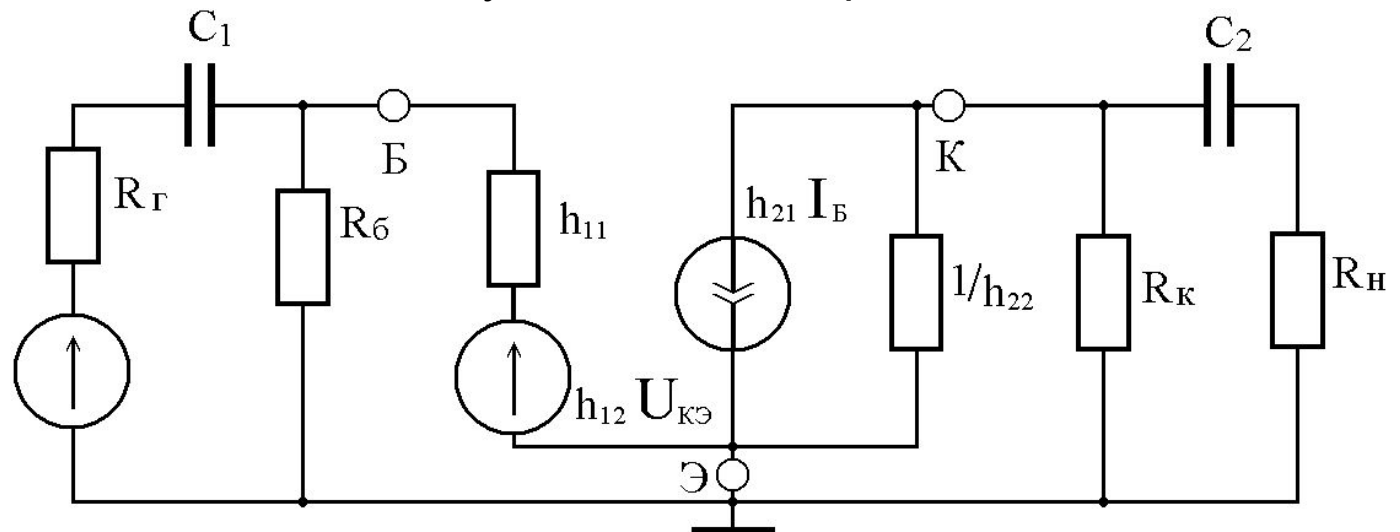 C₁
C₂
Б
К
Rг
Rб
h₁₁
h₂₁ IБ
1/h₂₂
Rк
Rн
h₁₂ UКЭ
Э